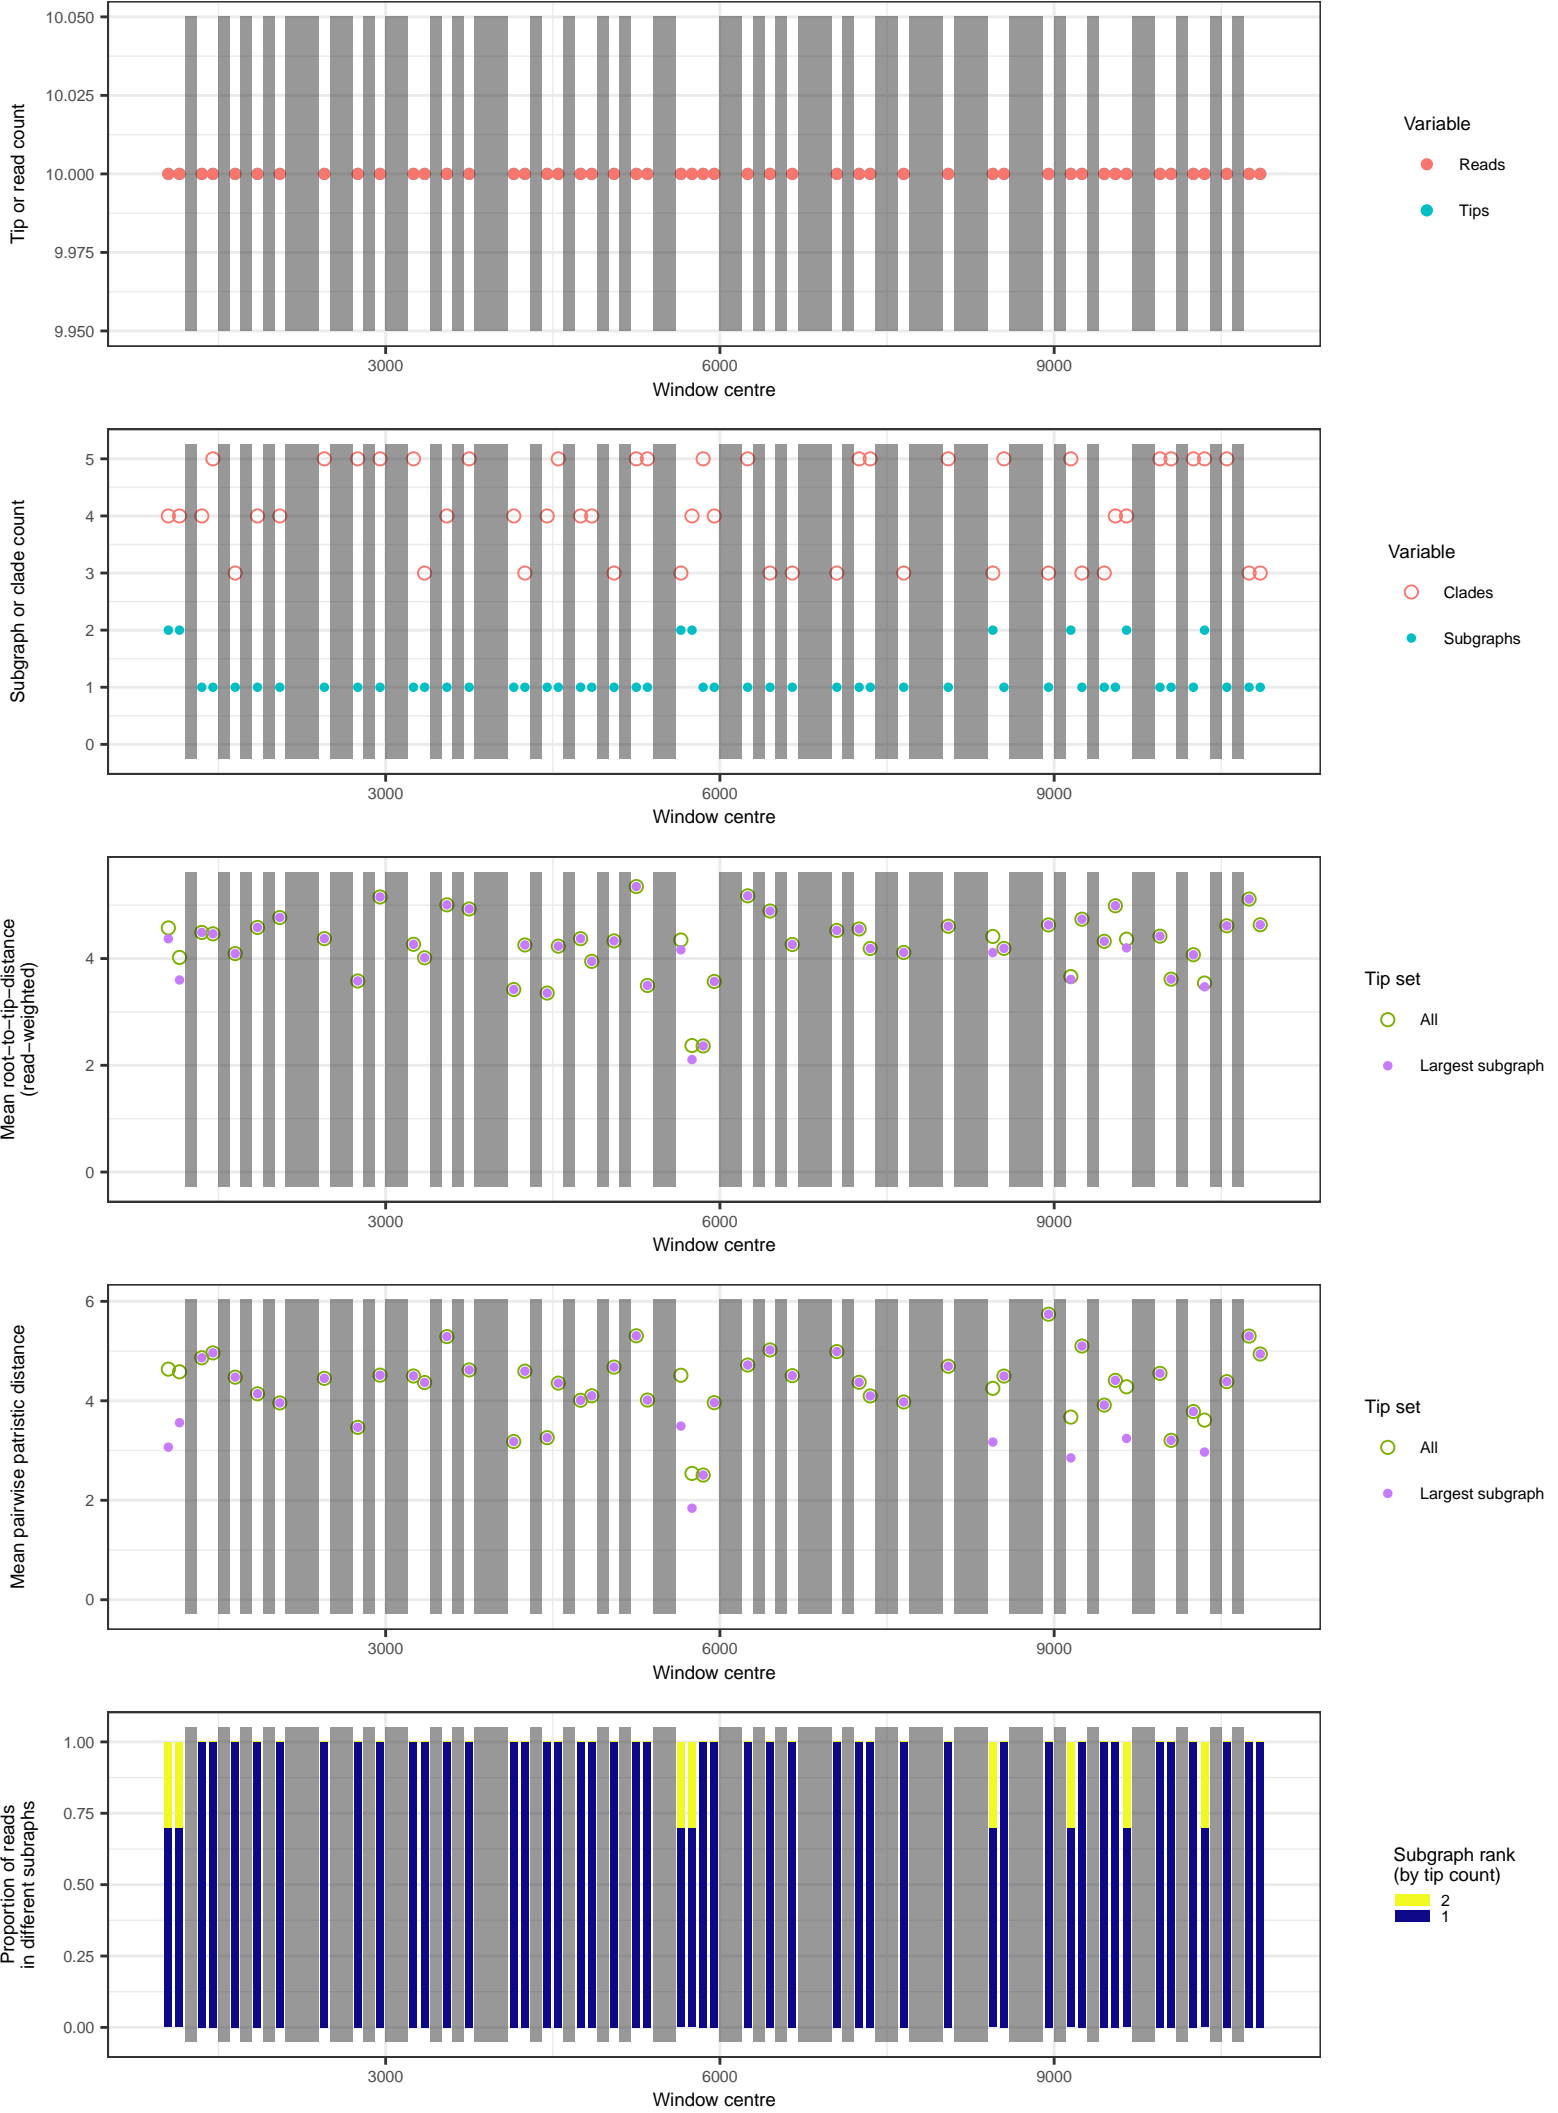 10.050
10.025
10.000
9.975
9.950
Tip or read count
3000
6000
9000
Window centre
Variable
Reads
Tips
5
4
3
2
1
0
Subgraph or clade count
3000
6000
9000
Window centre
Variable
Clades
Subgraphs
4
2
0
Mean root−to−tip−distance
(read−weighted)
3000
6000
9000
Window centre
Tip set
All
Largest subgraph
6
4
2
0
Mean pairwise patristic distance
3000
6000
9000
Window centre
Tip set
All
Largest subgraph
1.00
0.75
0.50
0.25
0.00
Proportion of reads
in different subraphs
3000
6000
9000
Window centre
Subgraph rank
(by tip count)
2
1